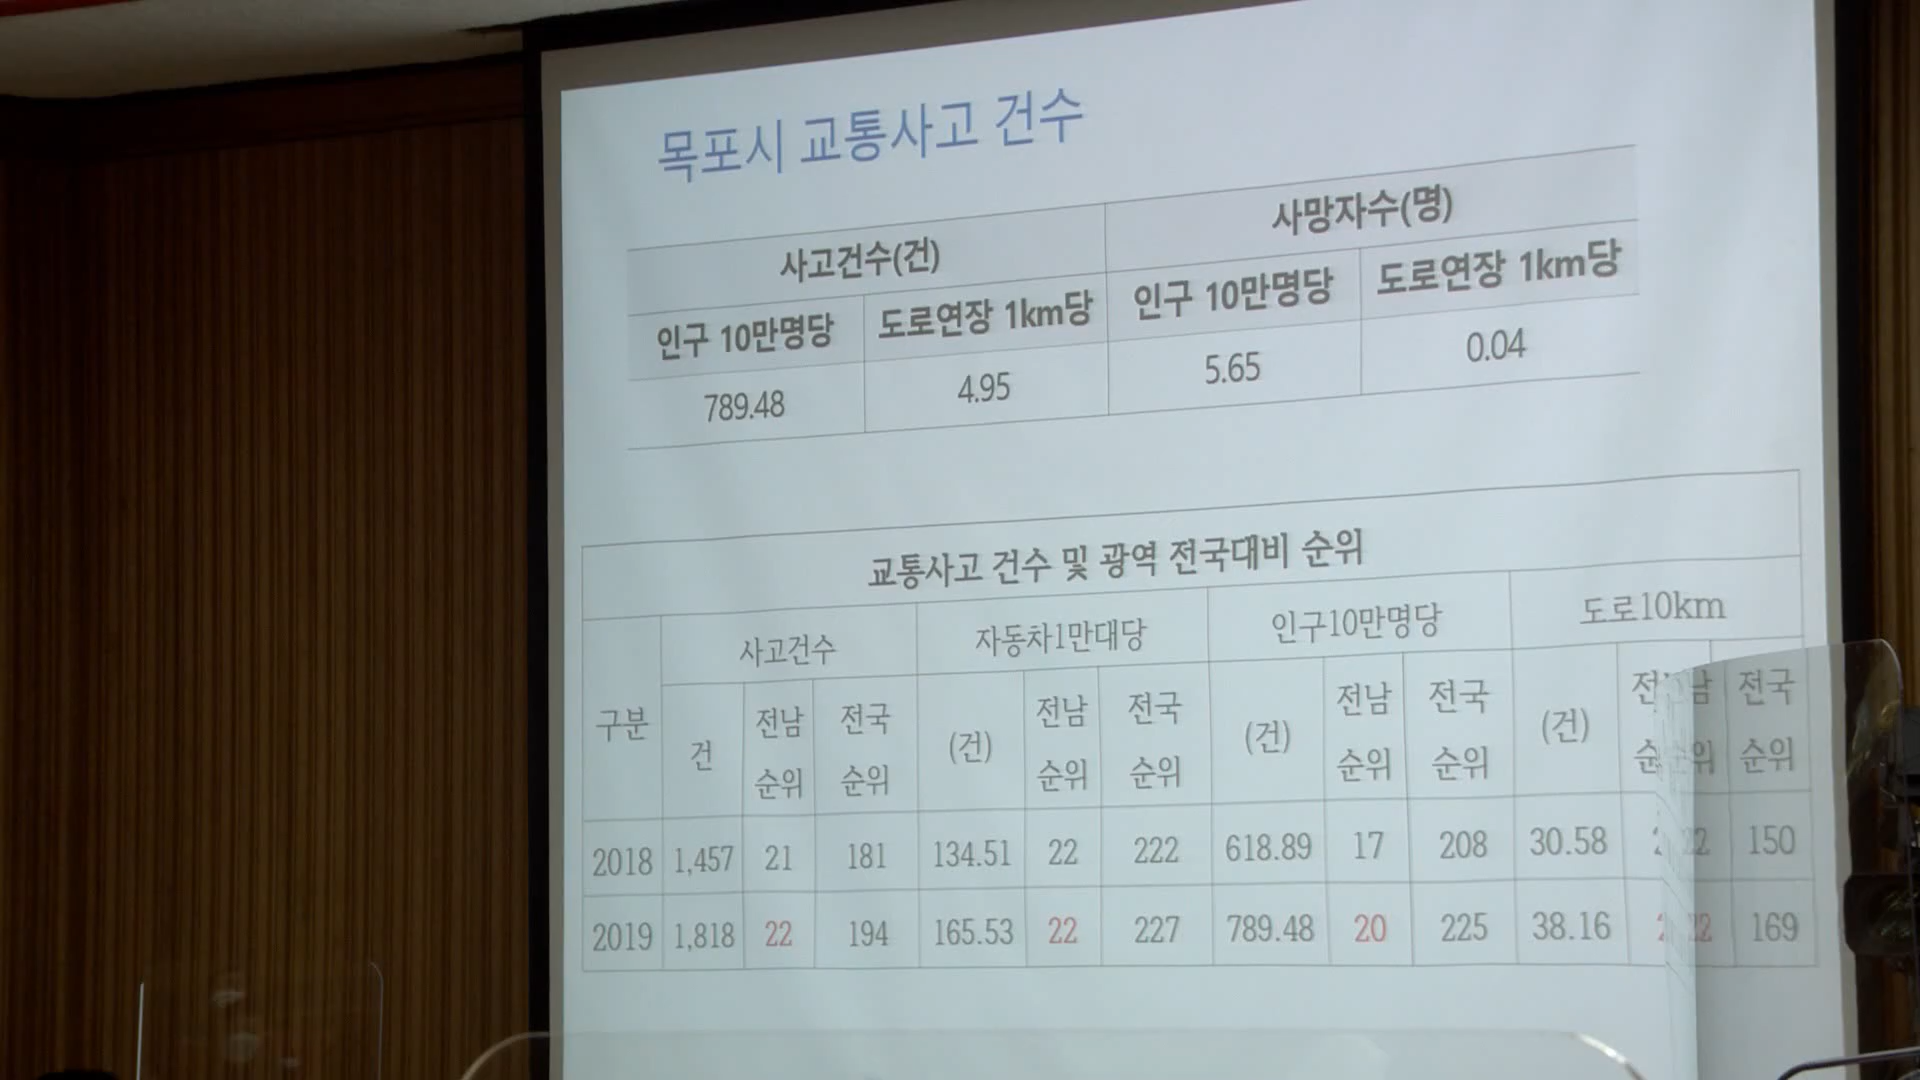 목포시 교통사고 건수
사고건수(건) 사망자수(명)
인구 10만명당 도로연장 1km당 인구 10만명당 도로연장 1km당
789.48 4.95 5.65 0.04
교통사고 건수 및 광역 전국대비 순위
구분 사고건수 자동차1만대당 인구10만명당 도로10km
건 전남 순위 전국 순위 (건) 전남 순위 전국 순위 (건) 전남 순위 전국 순위 (건) 전남 순위 전국 순위
2018 1,457 21 181 134.51 22 222 618.89 17 208 30.58 22 150
2019 1,818 22 194 165.53 22 227 789.48 20 225 38.16 22 169